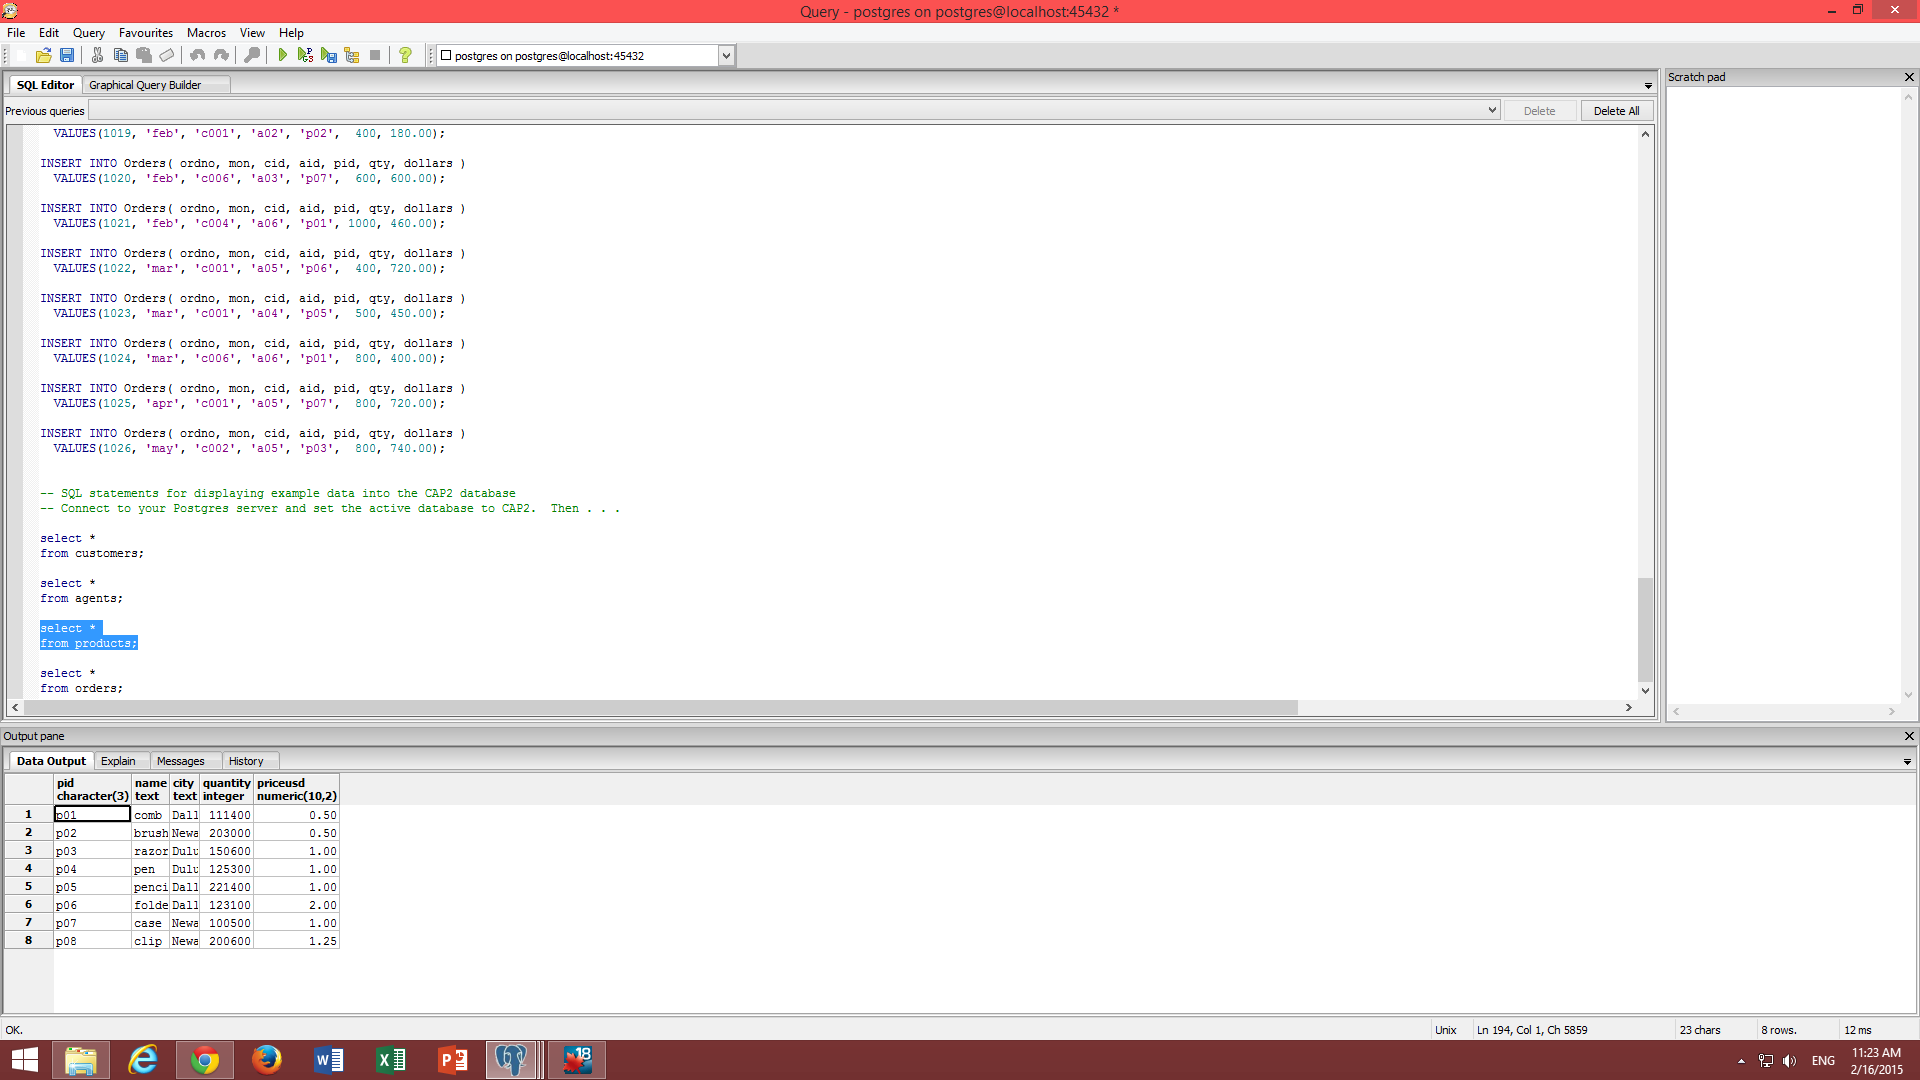 Query - postgres on postgres@localhost:45432 *
File Edit Query Favourites Macros View Help
postgres on postgres@localhost:45432
SQL Editor Graphical Query Builder
Scratch pad
Previous queries Delete Delete All
VALUES(1019, 'feb', 'c001', 'a02', 'p02', 400, 180.00);
INSERT INTO Orders( ordno, mon, cid, aid, pid, qty, dollars )
VALUES(1020, 'feb', 'c006', 'a03', 'p07', 600, 600.00);
INSERT INTO Orders( ordno, mon, cid, aid, pid, qty, dollars )
VALUES(1021, 'feb', 'c004', 'a06', 'p01', 1000, 460.00);
INSERT INTO Orders( ordno, mon, cid, aid, pid, qty, dollars )
VALUES(1022, 'mar', 'c001', 'a05', 'p06', 400, 720.00);
INSERT INTO Orders( ordno, mon, cid, aid, pid, qty, dollars )
VALUES(1023, 'mar', 'c001', 'a04', 'p05', 500, 450.00);
INSERT INTO Orders( ordno, mon, cid, aid, pid, qty, dollars )
VALUES(1024, 'mar', 'c006', 'a06', 'p01', 800, 400.00);
INSERT INTO Orders( ordno, mon, cid, aid, pid, qty, dollars )
VALUES(1025, 'apr', 'c001', 'a05', 'p07', 800, 720.00);
INSERT INTO Orders( ordno, mon, cid, aid, pid, qty, dollars )
VALUES(1026, 'may', 'c002', 'a05', 'p03', 800, 740.00);
-- SQL statements for displaying example data into the CAP2 database
-- Connect to your Postgres server and set the active database to CAP2. Then . . .
select *
from customers;
select *
from agents;
select *
from products;
select *
from orders;
Output pane
Data Output Explain Messages History
pid name city quantity priceusd
character(3) text text integer numeric(10,2)
1 p01 comb Dall 111400 0.50
2 p02 brush Newa 203000 0.50
3 p03 razor Dulu 150600 1.00
4 p04 pen Dulu 125300 1.00
5 p05 penci Dall 221400 1.00
6 p06 folde Dall 123100 2.00
7 p07 case Newa 100500 1.00
8 p08 clip Newa 200600 1.25
OK. Unix Ln 194, Col 1, Ch 5859 23 chars 8 rows. 12 ms
18
ENG
11:23 AM
2/16/2015